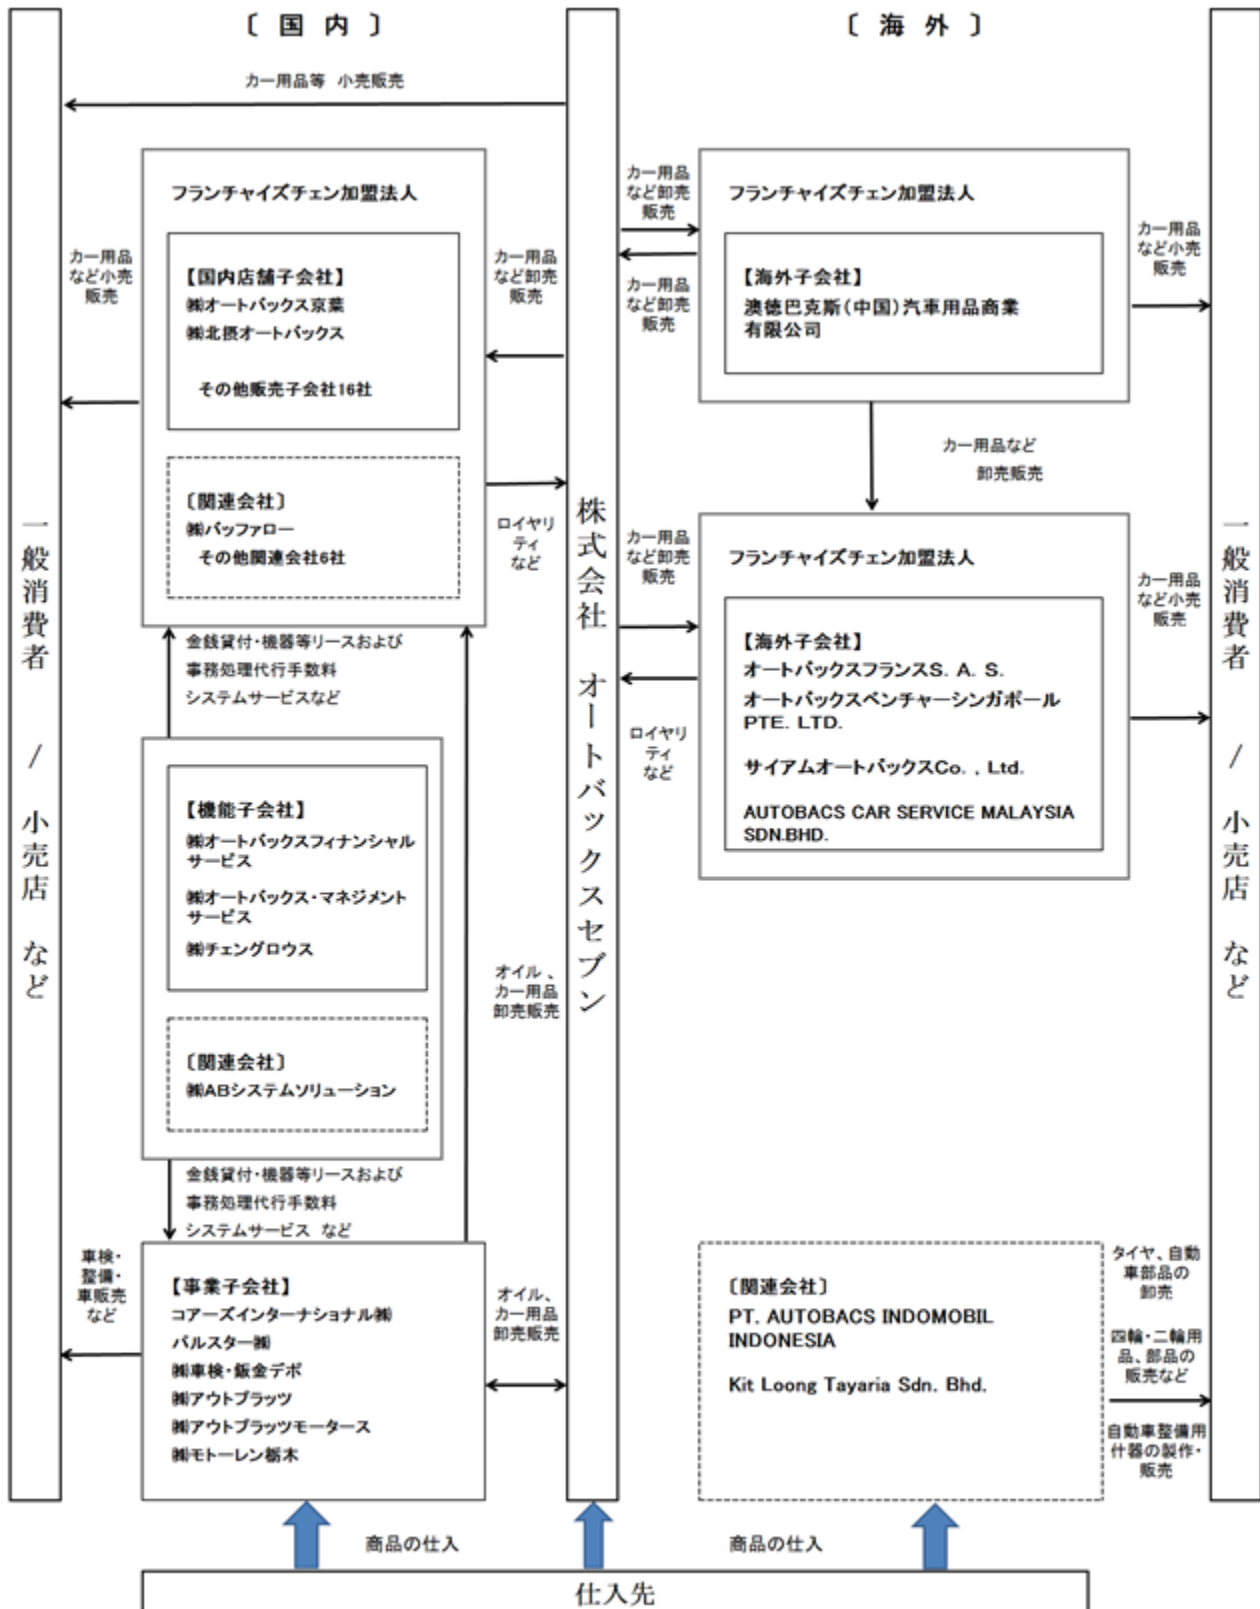 〔 国 内 〕
〔 海 外 〕
カー用品等 小売販売
フランチャイズチェン加盟法人
【国内店舗子会社】
㈱オートバックス京葉
㈱北摂オートバックス
その他販売子会社16社
〔関連会社〕
㈱バッファロー
その他関連会社6社
カー用品
など小売
販売
カー用品
など卸売
販売
ロイヤリ
ティ
など
金銭貸付・機器等リースおよび
事務処理代行手数料
システムサービスなど
【機能子会社】
㈱オートバックスフィナンシャル
サービス
㈱オートバックス・マネジメント
サービス
㈱チェングロウス
〔関連会社〕
㈱ABシステムソリューション
オイル、
カー用品
卸売販売
金銭貸付・機器等リースおよび
事務処理代行手数料
システムサービス など
車検・
整備・
車販売
など
【事業子会社】
コアーズインターナショナル㈱
パルスター㈱
㈱車検・鈑金デポ
㈱アウトプラッツ
㈱アウトプラッツモータース
㈱モトーレン栃木
オイル、
カー用品
卸売販売
一般消費者 / 小売店 など
株式会社 オートバックスセブン
カー用品
など卸売
販売
カー用品
など卸売
販売
フランチャイズチェン加盟法人
【海外子会社】
澳徳巴克斯(中国)汽車用品商業
有限公司
カー用品
など小売
販売
カー用品など
卸売販売
カー用品
など卸売
販売
ロイヤリ
ティ
など
フランチャイズチェン加盟法人
【海外子会社】
オートバックスフランスS. A. S.
オートバックスベンチャーシンガポール
PTE. LTD.
サイアムオートバックスCo. , Ltd.
AUTOBACS CAR SERVICE MALAYSIA
SDN.BHD.
カー用品
など小売
販売
〔関連会社〕
PT. AUTOBACS INDOMOBIL
INDONESIA
Kit Loong Tayaria Sdn. Bhd.
タイヤ、自動
車部品の
卸売
四輪・二輪用
品、部品の
販売など
自動車整備用
什器の製作・
販売
一般消費者 / 小売店 など
商品の仕入
商品の仕入
仕入先